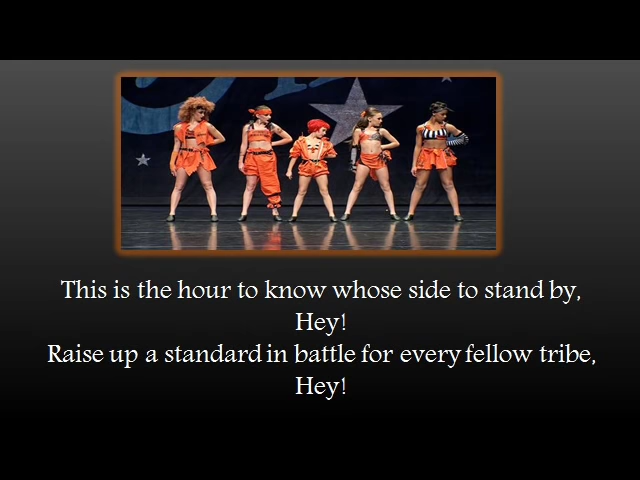 This is the hour to know whose side to stand by,
Hey!
Raise up a standard in battle for every fellow tribe,
Hey!